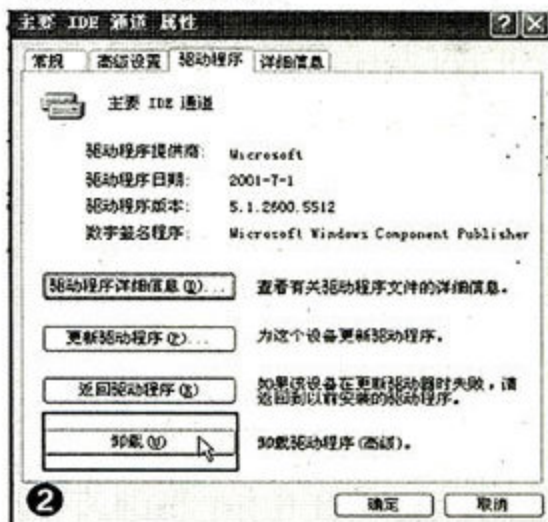 主要 IDE 通道 属性
常规 高级设置 驱动程序 详细信息
主要 IDE 通道
驱动程序提供商: Microsoft
驱动程序日期: 2001-7-1
驱动程序版本: 5.1.2600.5512
数字签名程序: Microsoft Windows Component Publisher
驱动程序详细信息(D)... 查看有关驱动程序文件的详细信息。
更新驱动程序(P)... 为这个设备更新驱动程序。
返回驱动程序(R) 如果该设备在更新驱动器时失败，请
返回到以前安装的驱动程序。
卸载(U) 卸载驱动程序(高级)。
2
确定 取消